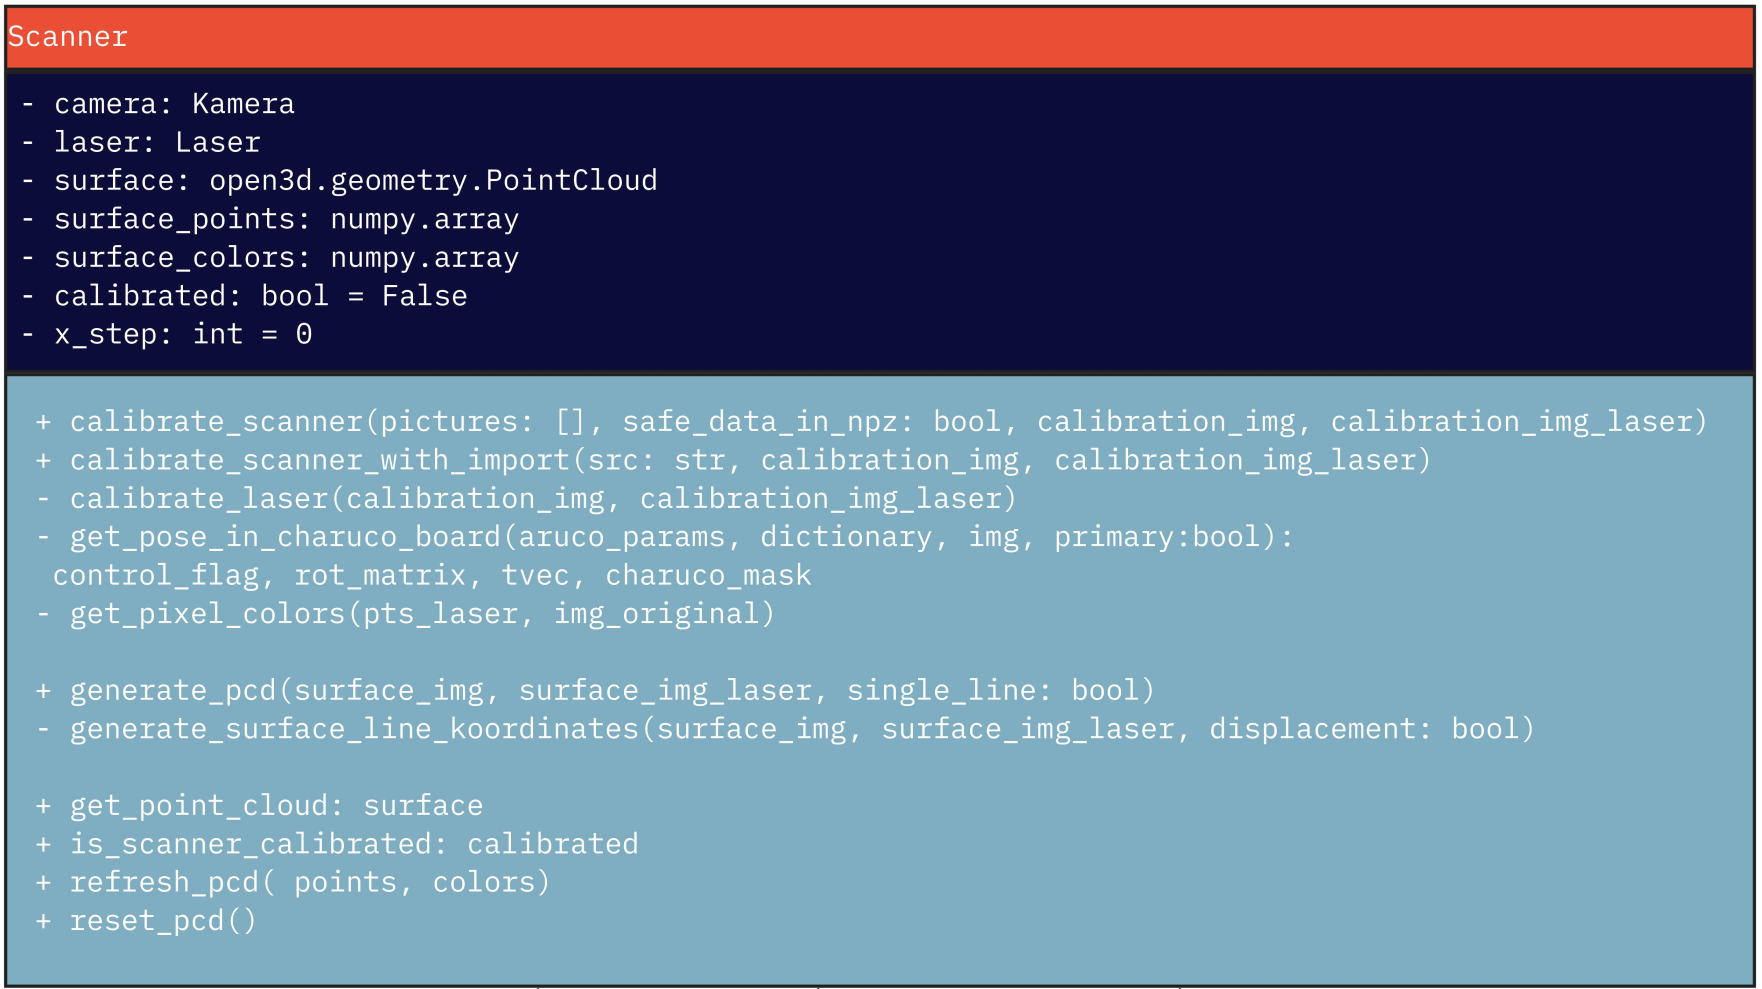 Scanner
- camera: Kamera
- laser: Laser
- surface: open3d.geometry.PointCloud
- surface_points: numpy.array
- surface_colors: numpy.array
- calibrated: bool = False
- x_step: int = 0
+ calibrate_scanner(pictures: [], safe_data_in_npz: bool, calibration_img, calibration_img_laser)
+ calibrate_scanner_with_import(src: str, calibration_img, calibration_img_laser)
- calibrate_laser(calibration_img, calibration_img_laser)
- get_pose_in_charuco_board(aruco_params, dictionary, img, primary:bool):
control_flag, rot_matrix, tvec, charuco_mask
- get_pixel_colors(pts_laser, img_original)
+ generate_pcd(surface_img, surface_img_laser, single_line: bool)
- generate_surface_line_koordinates(surface_img, surface_img_laser, displacement: bool)
+ get_point_cloud: surface
+ is_scanner_calibrated: calibrated
+ refresh_pcd( points, colors)
+ reset_pcd()